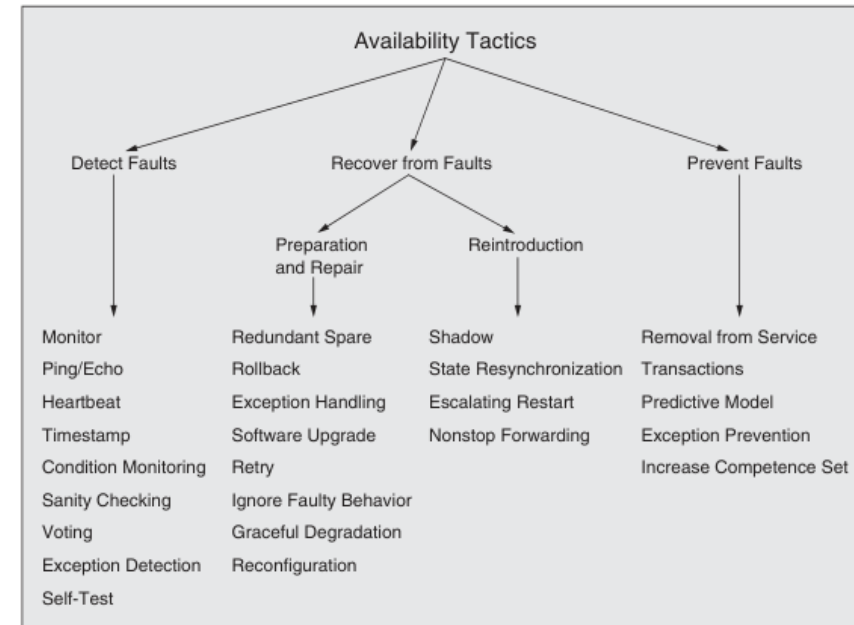 Availability Tactics
Detect Faults
Recover from Faults
Prevent Faults
Preparation
and Repair
Reintroduction
Monitor
Ping/Echo
Heartbeat
Timestamp
Condition Monitoring
Sanity Checking
Voting
Exception Detection
Self-Test
Redundant Spare
Rollback
Exception Handling
Software Upgrade
Retry
Ignore Faulty Behavior
Graceful Degradation
Reconfiguration
Shadow
State Resynchronization
Escalating Restart
Nonstop Forwarding
Removal from Service
Transactions
Predictive Model
Exception Prevention
Increase Competence Set